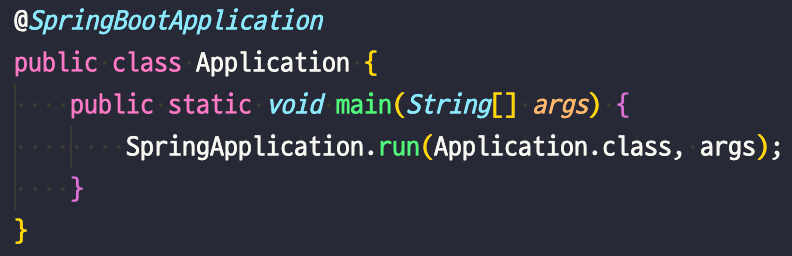 @SpringBootApplication
public class Application {
    public static void main(String[] args) {
        SpringApplication.run(Application.class, args);
    }
}